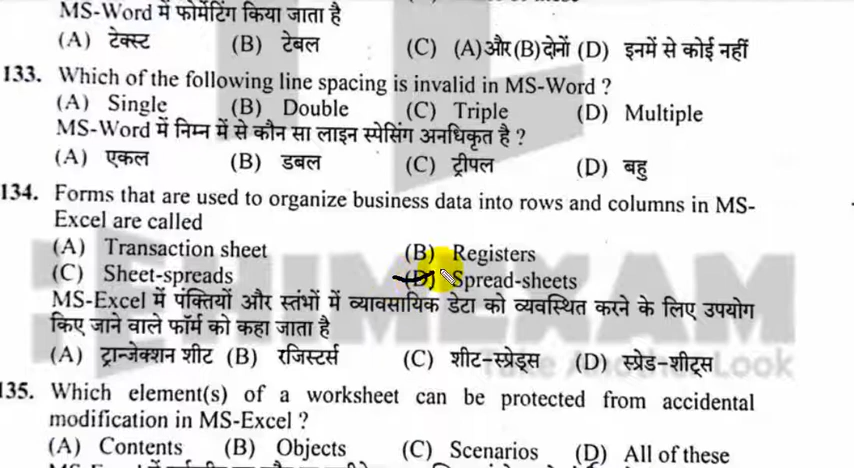 MS-Word में फोर्मेटिंग किया जाता है
(A) टेक्स्ट (B) टेबल (C) (A)और(B)दोनों (D) इनमें से कोई नहीं
133. Which of the following line spacing is invalid in MS-Word ?
(A) Single (B) Double (C) Triple (D) Multiple
MS-Word में निम्न में से कौन सा लाइन स्पेसिंग अनधिकृत है ?
(A) एकल (B) डबल (C) ट्रीपल (D) बहु
134. Forms that are used to organize business data into rows and columns in MS-
Excel are called
(A) Transaction sheet (B) Registers
(C) Sheet-spreads (D) Spread-sheets
MS-Excel में पंक्तियों और स्तंभों में व्यावसायिक डेटा को व्यवस्थित करने के लिए उपयोग
किए जाने वाले फॉर्म को कहा जाता है
(A) ट्रान्जेक्शन शीट (B) रजिस्टर्स (C) शीट-स्प्रेड्स (D) स्प्रेड-शीट्स
135. Which element(s) of a worksheet can be protected from accidental
modification in MS-Excel ?
(A) Contents (B) Objects (C) Scenarios (D) All of these
HIMEXAM
Take Another Look